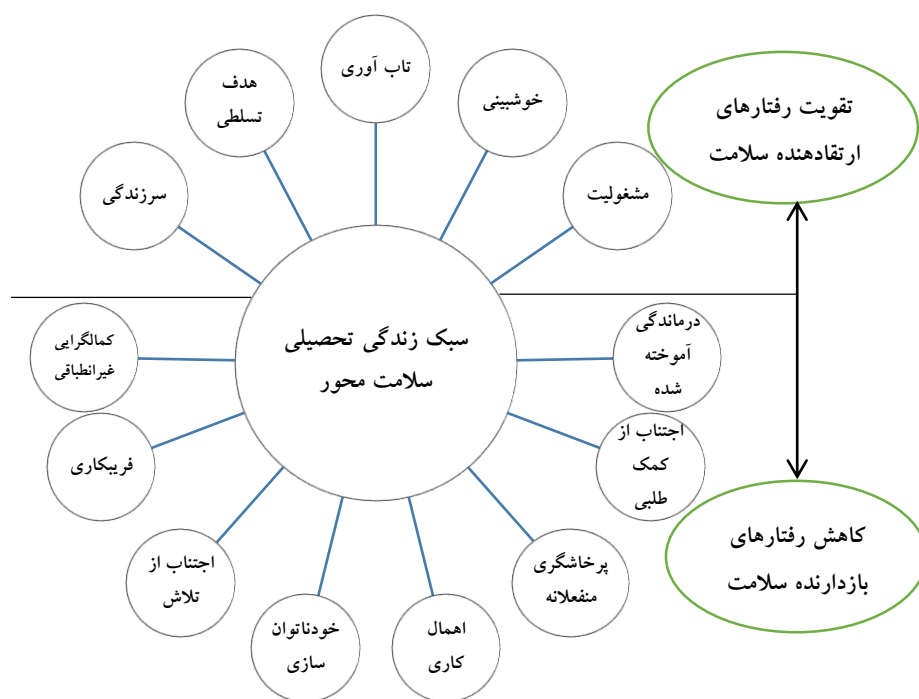 تاب آوری
خوشبینی
هدف
تسلطی
تقویت رفتارهای
ارتقادهنده سلامت
مشغولیت
سرزندگی
سبک زندگی تحصیلی
سلامت محور
درماندگی
آموخته
شده
کمالگرایی
غیرانطباقی
اجتناب از
کمک
طلبی
فریبکاری
کاهش رفتارهای
بازدارنده سلامت
پرخاشگری
منفعلانه
اهمال
کاری
خودناتوان
سازی
اجتناب از
تلاش